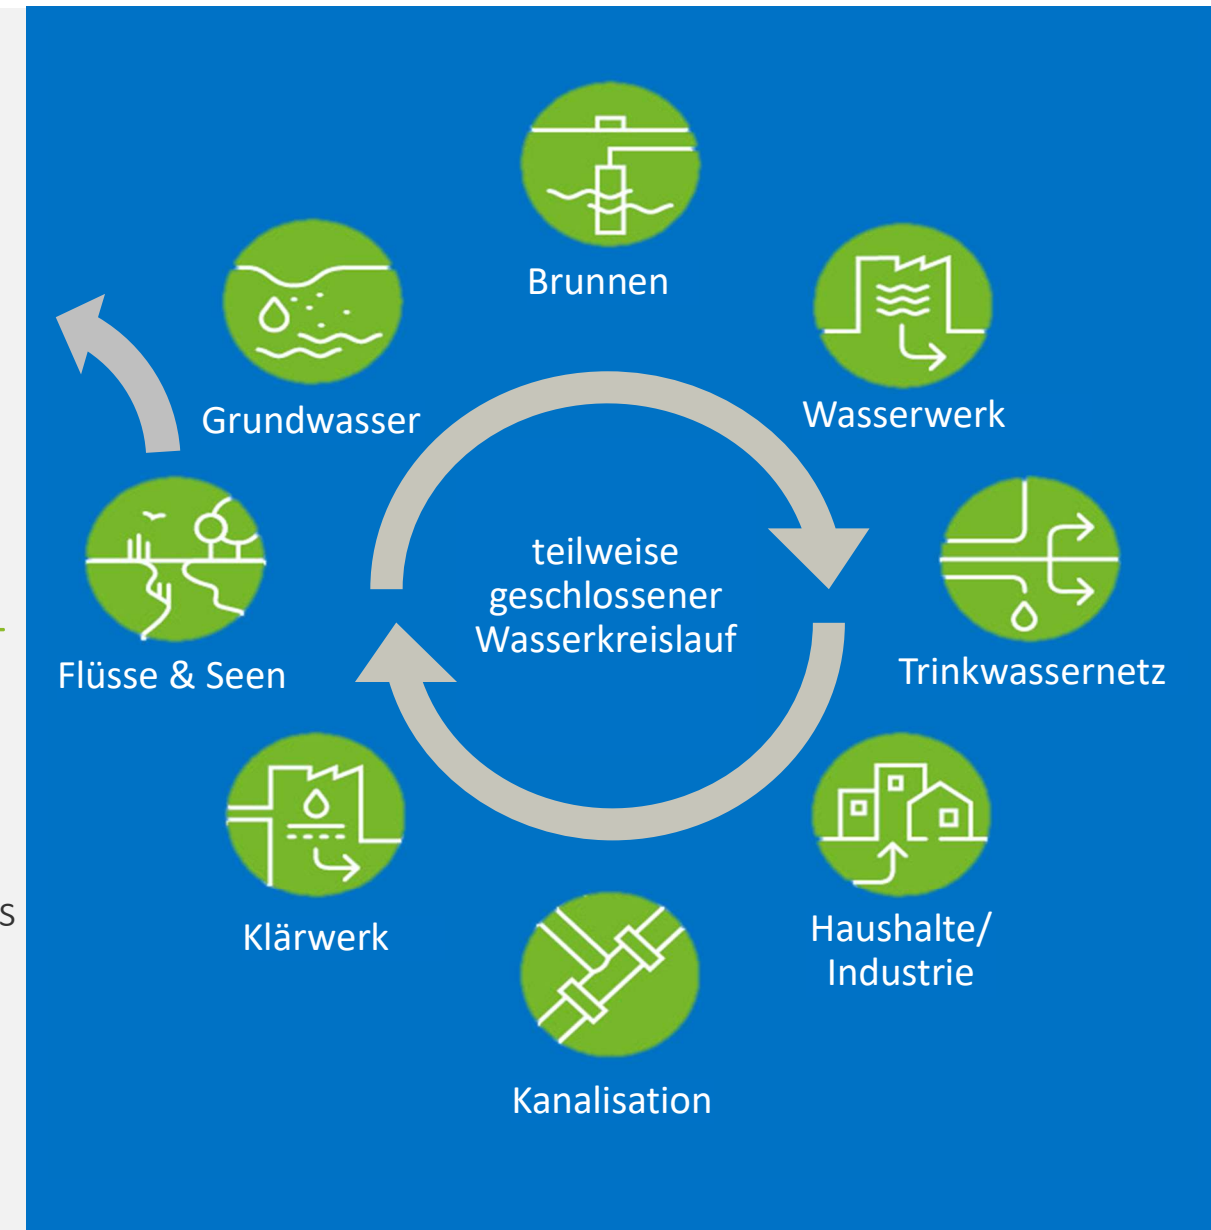 Brunnen
Grundwasser
Wasserwerk
teilweise
geschlossener
Wasserkreislauf
Flüsse & Seen
Trinkwassernetz
Klärwerk
Haushalte/
Industrie
Kanalisation
s